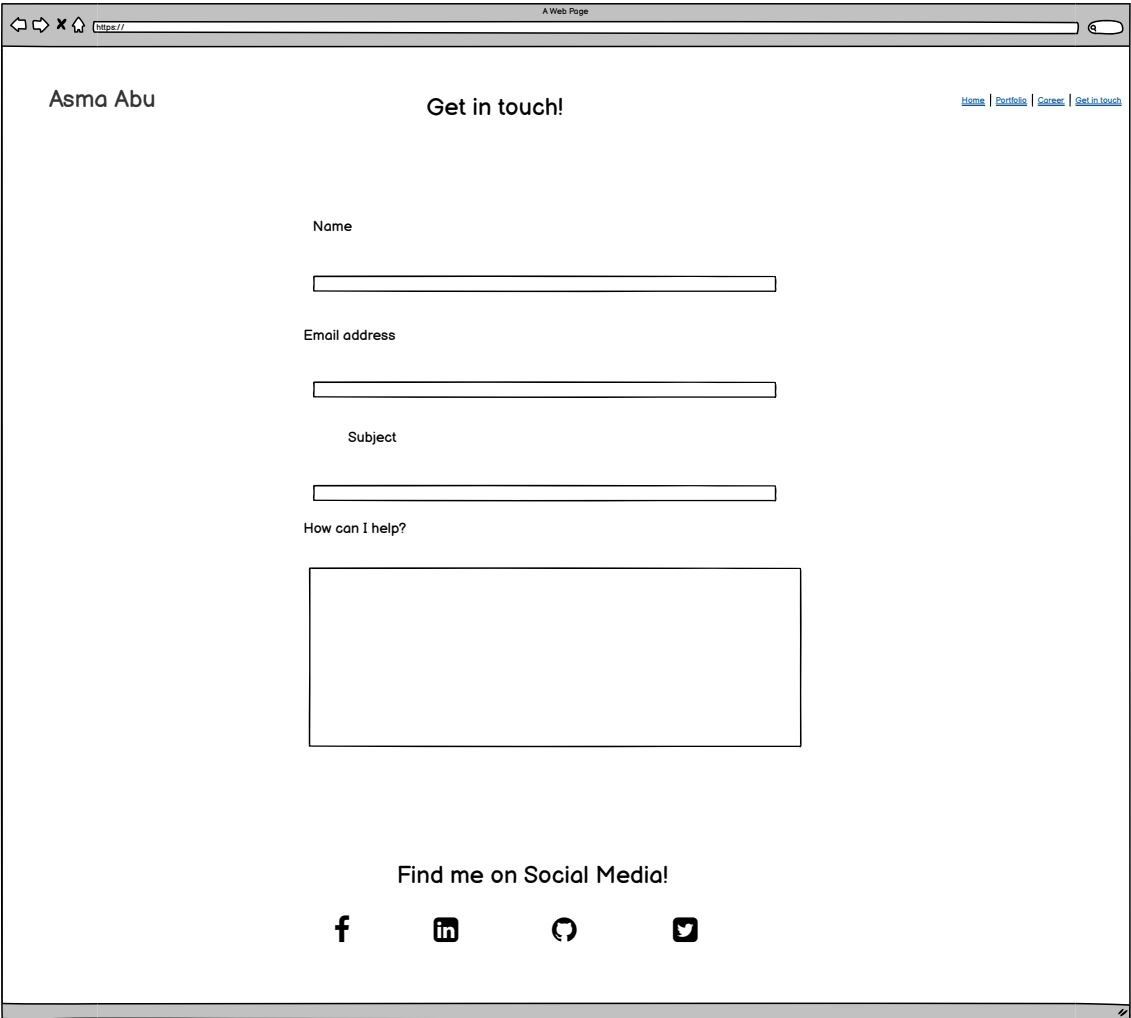 A Web Page
https://
Asma Abu
Get in touch!
Home | Portfolio | Career | Get in touch
Name
Email address
Subject
How can I help?
Find me on Social Media!
f in